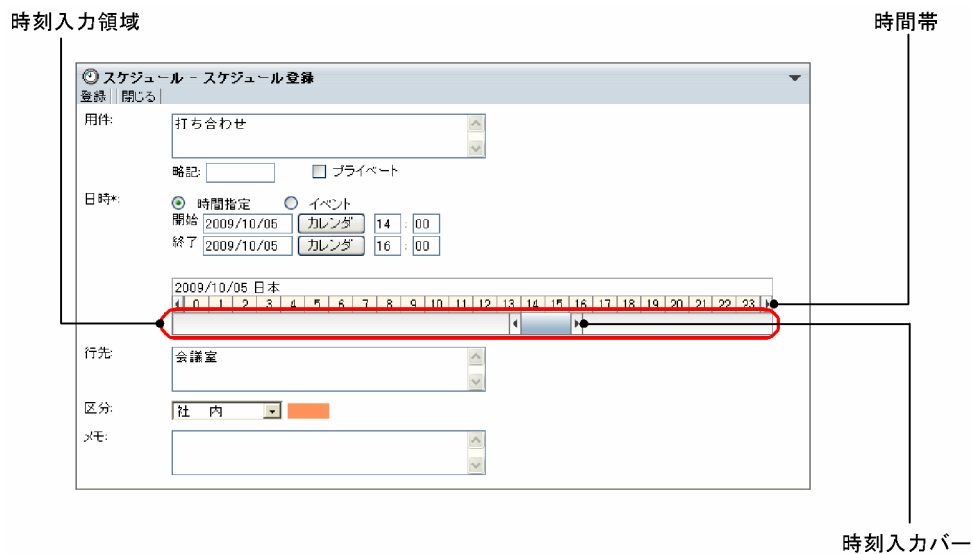 時刻入力領域
時間帯
スケジュール - スケジュール登録
登録 閉じる
用件:
打ち合わせ
略記: プライベート
日時*:
時間指定 イベント
開始 2009/10/05 カレンダ 14 : 00
終了 2009/10/05 カレンダ 16 : 00
2009/10/05 日本
0 1 2 3 4 5 6 7 8 9 10 11 12 13 14 15 16 17 18 19 20 21 22 23
行先:
会議室
区分:
社 内
メモ:
時刻入力バー